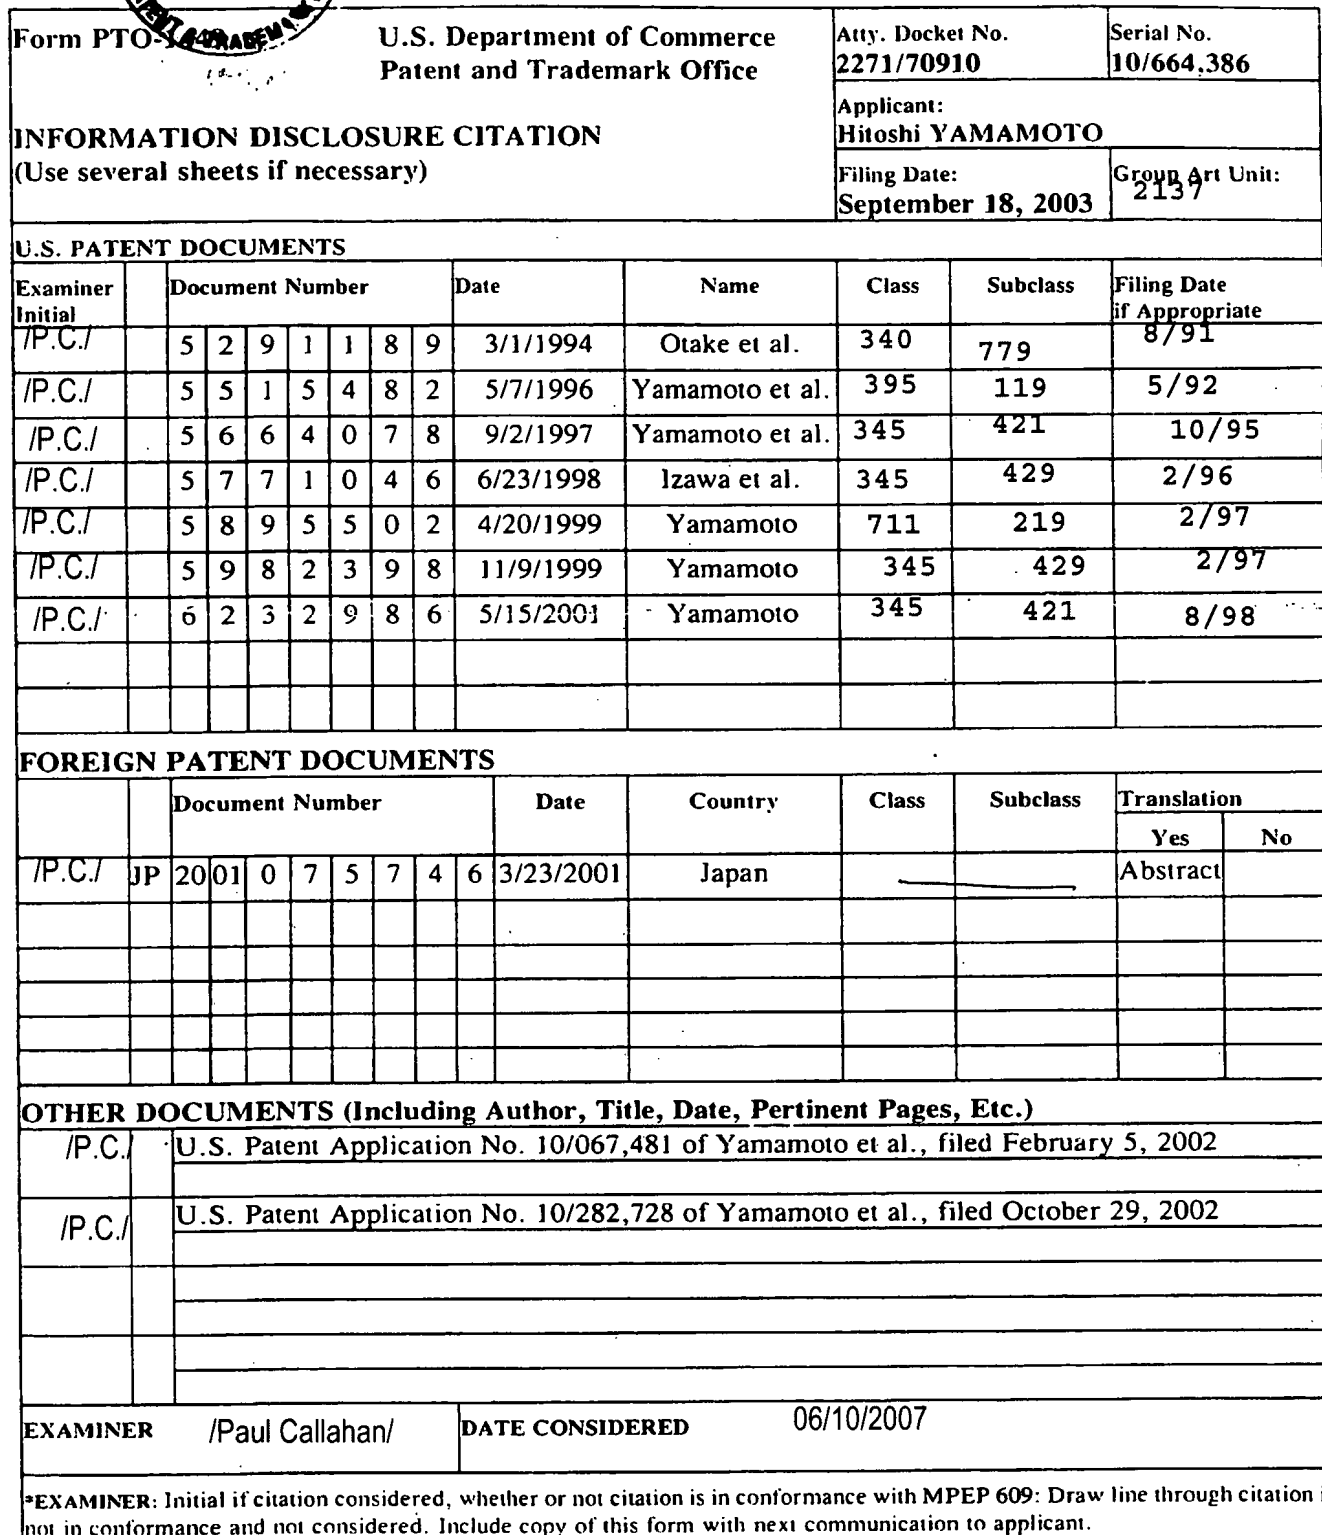 Form PTO-
U.S. Department of Commerce
Patent and Trademark Office
Atty. Docket No.
2271/70910
Serial No.
10/664,386
INFORMATION DISCLOSURE CITATION
(Use several sheets if necessary)
Applicant:
Hitoshi YAMAMOTO
Filing Date:
September 18, 2003
Group Art Unit:
2137
U.S. PATENT DOCUMENTS
Examiner Initial Document Number Date Name Class Subclass Filing Date if Appropriate
/P.C./ 5 2 9 1 1 8 9 3/1/1994 Otake et al. 340 779 8/91
/P.C./ 5 5 1 5 4 8 2 5/7/1996 Yamamoto et al. 395 119 5/92
/P.C./ 5 6 6 4 0 7 8 9/2/1997 Yamamoto et al. 345 421 10/95
/P.C./ 5 7 7 1 0 4 6 6/23/1998 Izawa et al. 345 429 2/96
/P.C./ 5 8 9 5 5 0 2 4/20/1999 Yamamoto 711 219 2/97
/P.C./ 5 9 8 2 3 9 8 11/9/1999 Yamamoto 345 429 2/97
/P.C./ 6 2 3 2 9 8 6 5/15/2001 Yamamoto 345 421 8/98
FOREIGN PATENT DOCUMENTS
Document Number Date Country Class Subclass Translation
Yes No
/P.C./ JP 20 01 0 7 5 7 4 6 3/23/2001 Japan Abstract
OTHER DOCUMENTS (Including Author, Title, Date, Pertinent Pages, Etc.)
/P.C./ U.S. Patent Application No. 10/067,481 of Yamamoto et al., filed February 5, 2002
/P.C./ U.S. Patent Application No. 10/282,728 of Yamamoto et al., filed October 29, 2002
EXAMINER /Paul Callahan/ DATE CONSIDERED 06/10/2007
*EXAMINER: Initial if citation considered, whether or not citation is in conformance with MPEP 609: Draw line through citation
not in conformance and not considered. Include copy of this form with next communication to applicant.